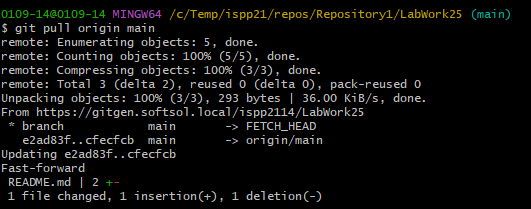 0109-14@0109-14 MINGW64 /c/Temp/ispp21/repos/Repository1/LabWork25 (main)
$ git pull origin main
remote: Enumerating objects: 5, done.
remote: Counting objects: 100% (5/5), done.
remote: Compressing objects: 100% (3/3), done.
remote: Total 3 (delta 2), reused 0 (delta 0), pack-reused 0
Unpacking objects: 100% (3/3), 293 bytes | 36.00 KiB/s, done.
From https://gitgen.softsol.local/ispp2114/LabWork25
 * branch            main       -> FETCH_HEAD
   e2ad83f..cfecfcb  main       -> origin/main
Updating e2ad83f..cfecfcb
Fast-forward
 README.md | 2 +-
 1 file changed, 1 insertion(+), 1 deletion(-)